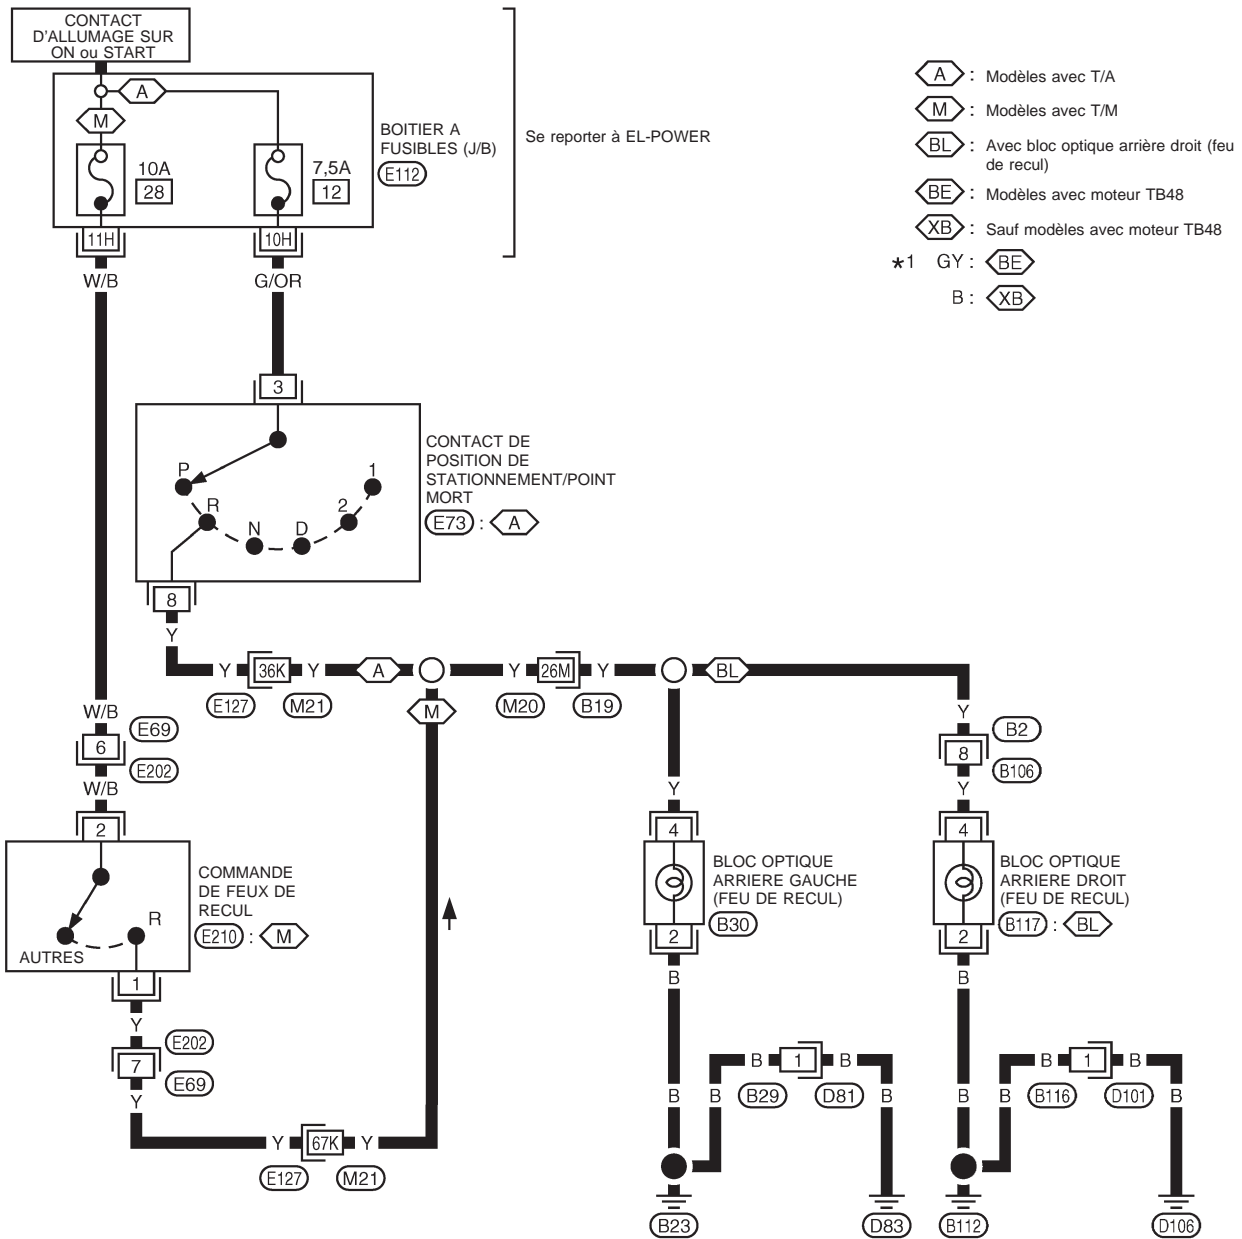 CONTACT
D'ALLUMAGE SUR
ON ou START
A
M
10A
28
7,5A
12
BOITIER A
FUSIBLES (J/B)
E112
Se reporter à EL-POWER
11H
10H
W/B
G/OR
A : Modèles avec T/A
M : Modèles avec T/M
BL : Avec bloc optique arrière droit (feu
de recul)
BE : Modèles avec moteur TB48
XB : Sauf modèles avec moteur TB48
*1 GY : BE
B : XB
3
P
R
N
D
2
1
CONTACT DE
POSITION DE
STATIONNEMENT/POINT
MORT
E73 : A
8
Y
Y 36K Y A
E127 M21
M
Y 26M Y BL
M20 B19
W/B
E69
6
E202
W/B
2
AUTRES
R
COMMANDE
DE FEUX DE
RECUL
E210 : M
1
Y
E202
7
E69
Y
Y 67K Y
E127 M21
Y
4
BLOC OPTIQUE
ARRIERE GAUCHE
(FEU DE RECUL)
B30
2
B
Y
B2
8
B106
Y
4
BLOC OPTIQUE
ARRIERE DROIT
(FEU DE RECUL)
B117 : BL
2
B
B 1 B
B29 D81
B B B
B23 D83
B 1 B
B116 D101
B B B
B112 D106